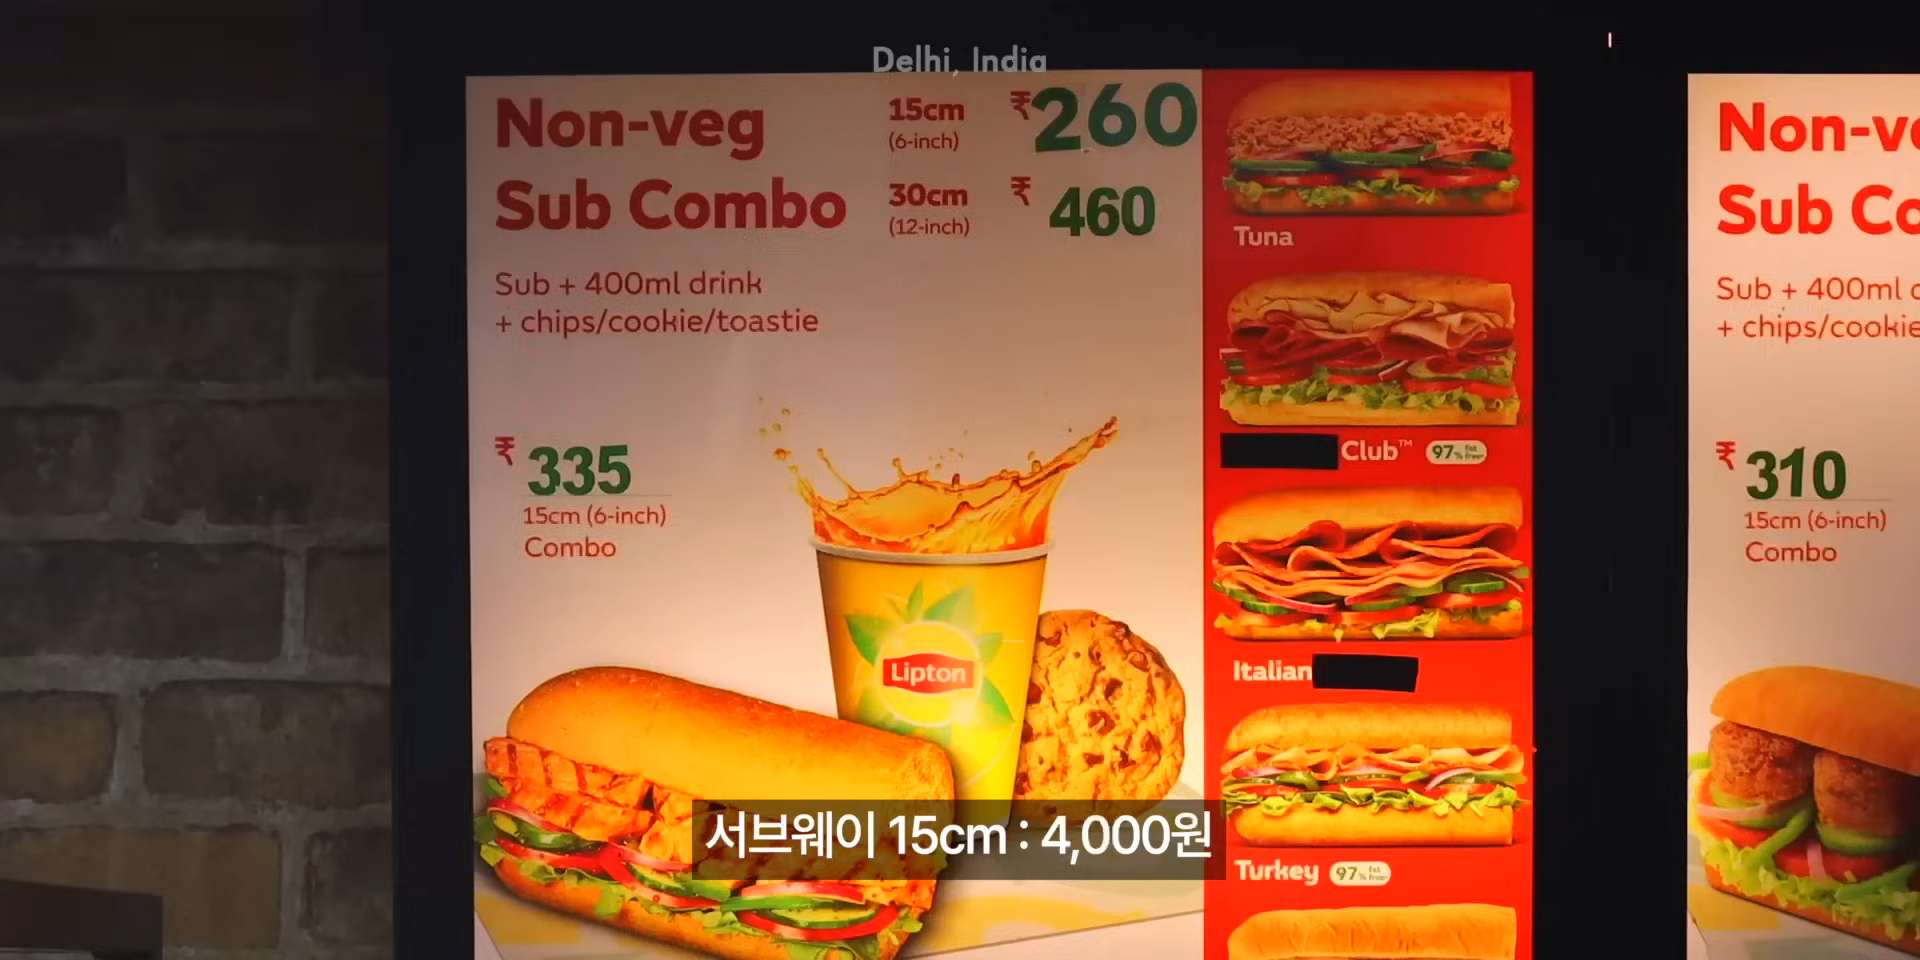 Delhi, India
Non-veg
Sub Combo
15cm
(6-inch)
₹260
30cm
(12-inch)
₹ 460
Sub + 400ml drink
+ chips/cookie/toastie
₹ 335
15cm (6-inch)
Combo
Lipton
Tuna
Club™ 97%
Italian
Turkey 97%
Non-ve
Sub Co
Sub + 400ml
+ chips/cookie
₹ 310
15cm (6-inch)
Combo
서브웨이 15cm : 4,000원